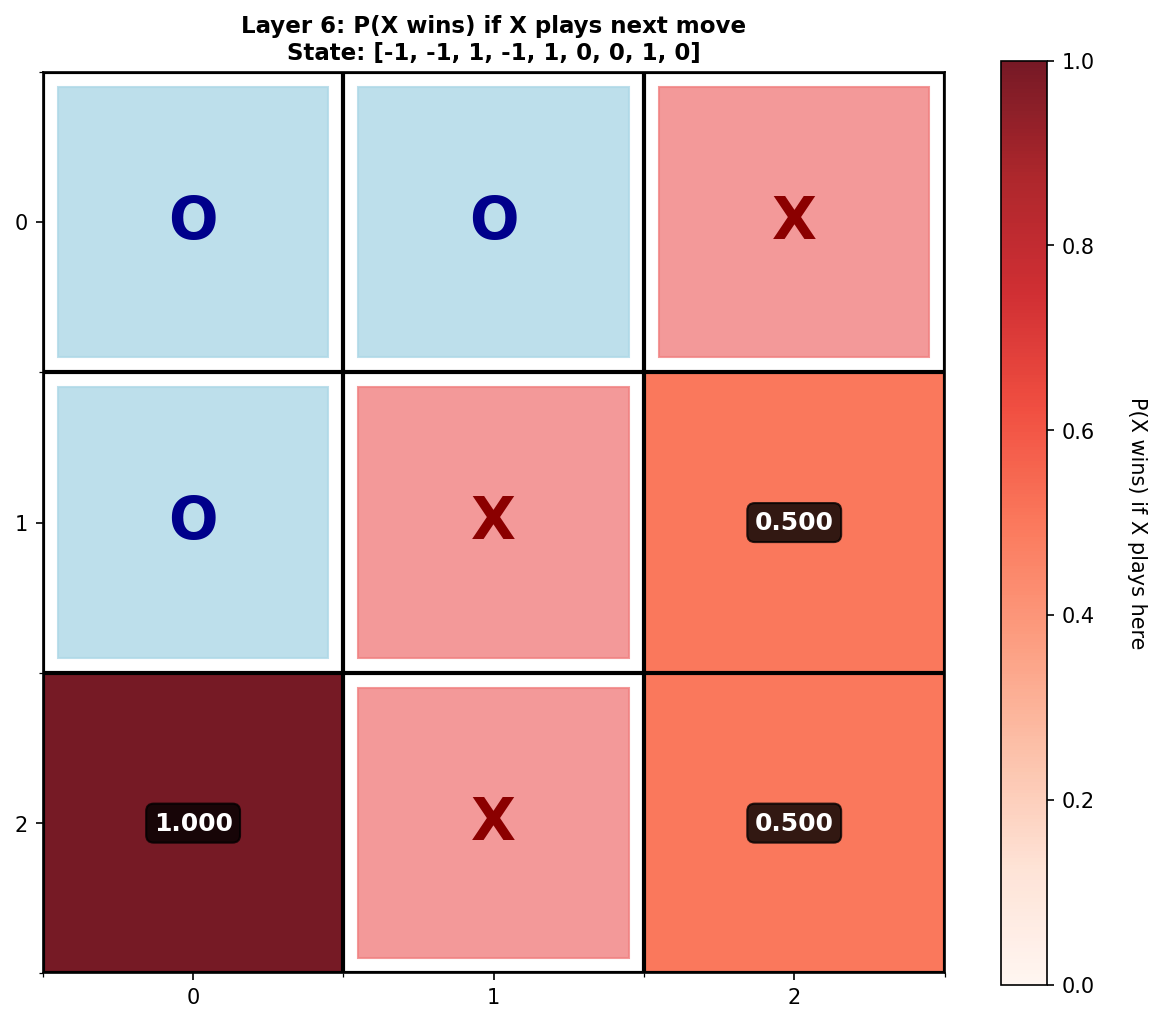 Layer 6: P(X wins) if X plays next move
State: [-1, -1, 1, -1, 1, 0, 0, 1, 0]
0
O
O
X
1
O
X
0.500
2
1.000
X
0.500
0
1
2
1.0
0.8
0.6
0.4
0.2
0.0
P(X wins) if X plays here